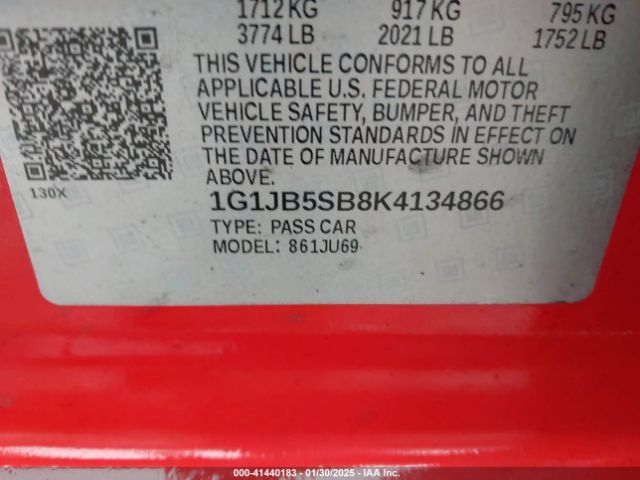 1712 KG 917 KG 795 KG
3774 LB 2021 LB 1752 LB
THIS VEHICLE CONFORMS TO ALL
APPLICABLE U.S. FEDERAL MOTOR
VEHICLE SAFETY, BUMPER, AND THEFT
PREVENTION STANDARDS IN EFFECT ON
THE DATE OF MANUFACTURE SHOWN
ABOVE.
130X
1G1JB5SB8K4134866
TYPE: PASS CAR
MODEL: 861JU69
000-41440183 - 01/30/2025 - IAA Inc.